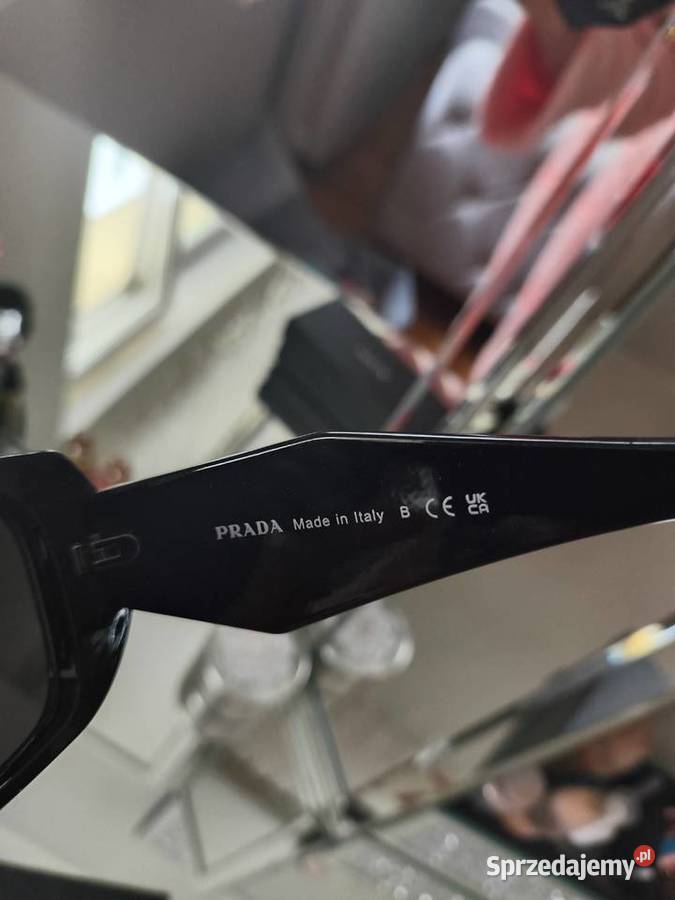 PRADA Made in Italy B CE UK
CA
Sprzedajemy.pl